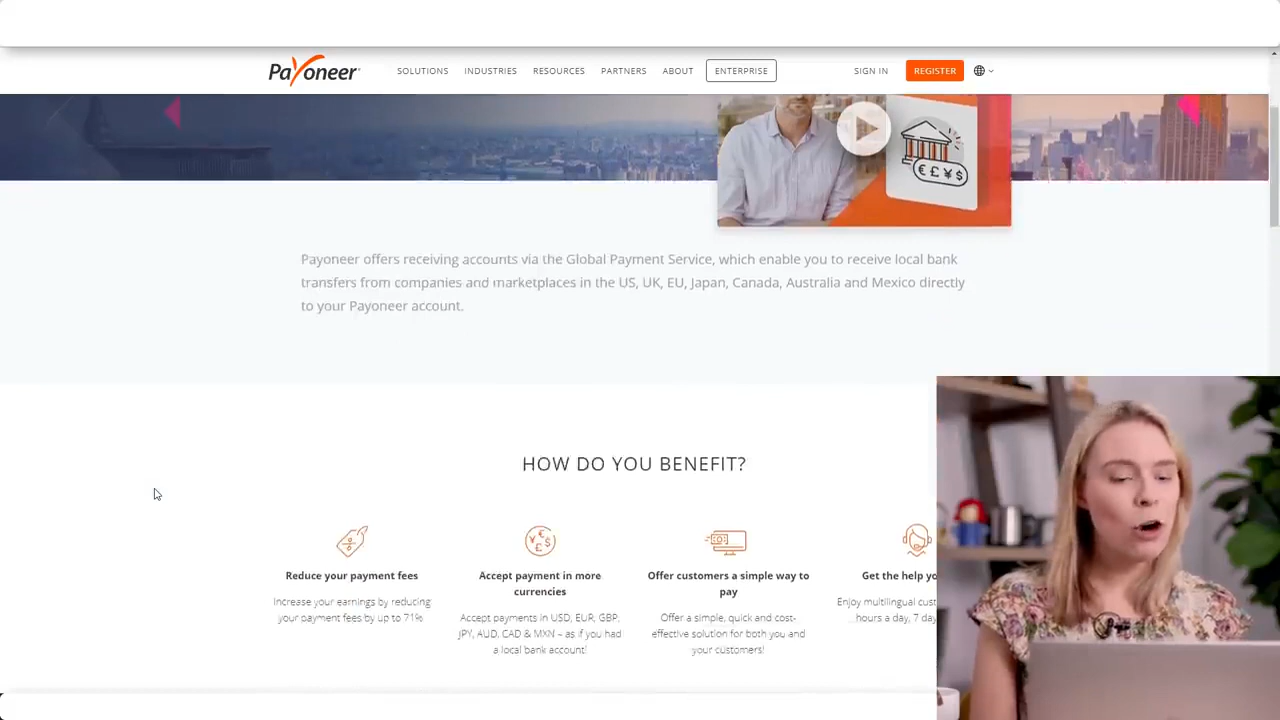 Payoneer
SOLUTIONS INDUSTRIES RESOURCES PARTNERS ABOUT ENTERPRISE SIGN IN REGISTER
€£¥$
Payoneer offers receiving accounts via the Global Payment Service, which enable you to receive local bank
transfers from companies and marketplaces in the US, UK, EU, Japan, Canada, Australia and Mexico directly
to your Payoneer account.
HOW DO YOU BENEFIT?
Reduce your payment fees
Increase your earnings by reducing
your payment fees by up to 71%
Accept payment in more
currencies
Accept payments in USD, EUR, GBP,
JPY, AUD, CAD & MXN – as if you had
a local bank account!
Offer customers a simple way to
pay
Offer a simple, quick and cost-
effective solution for both you and
your customers!
Get the help
Enjoy multilingual
hours a day, 7